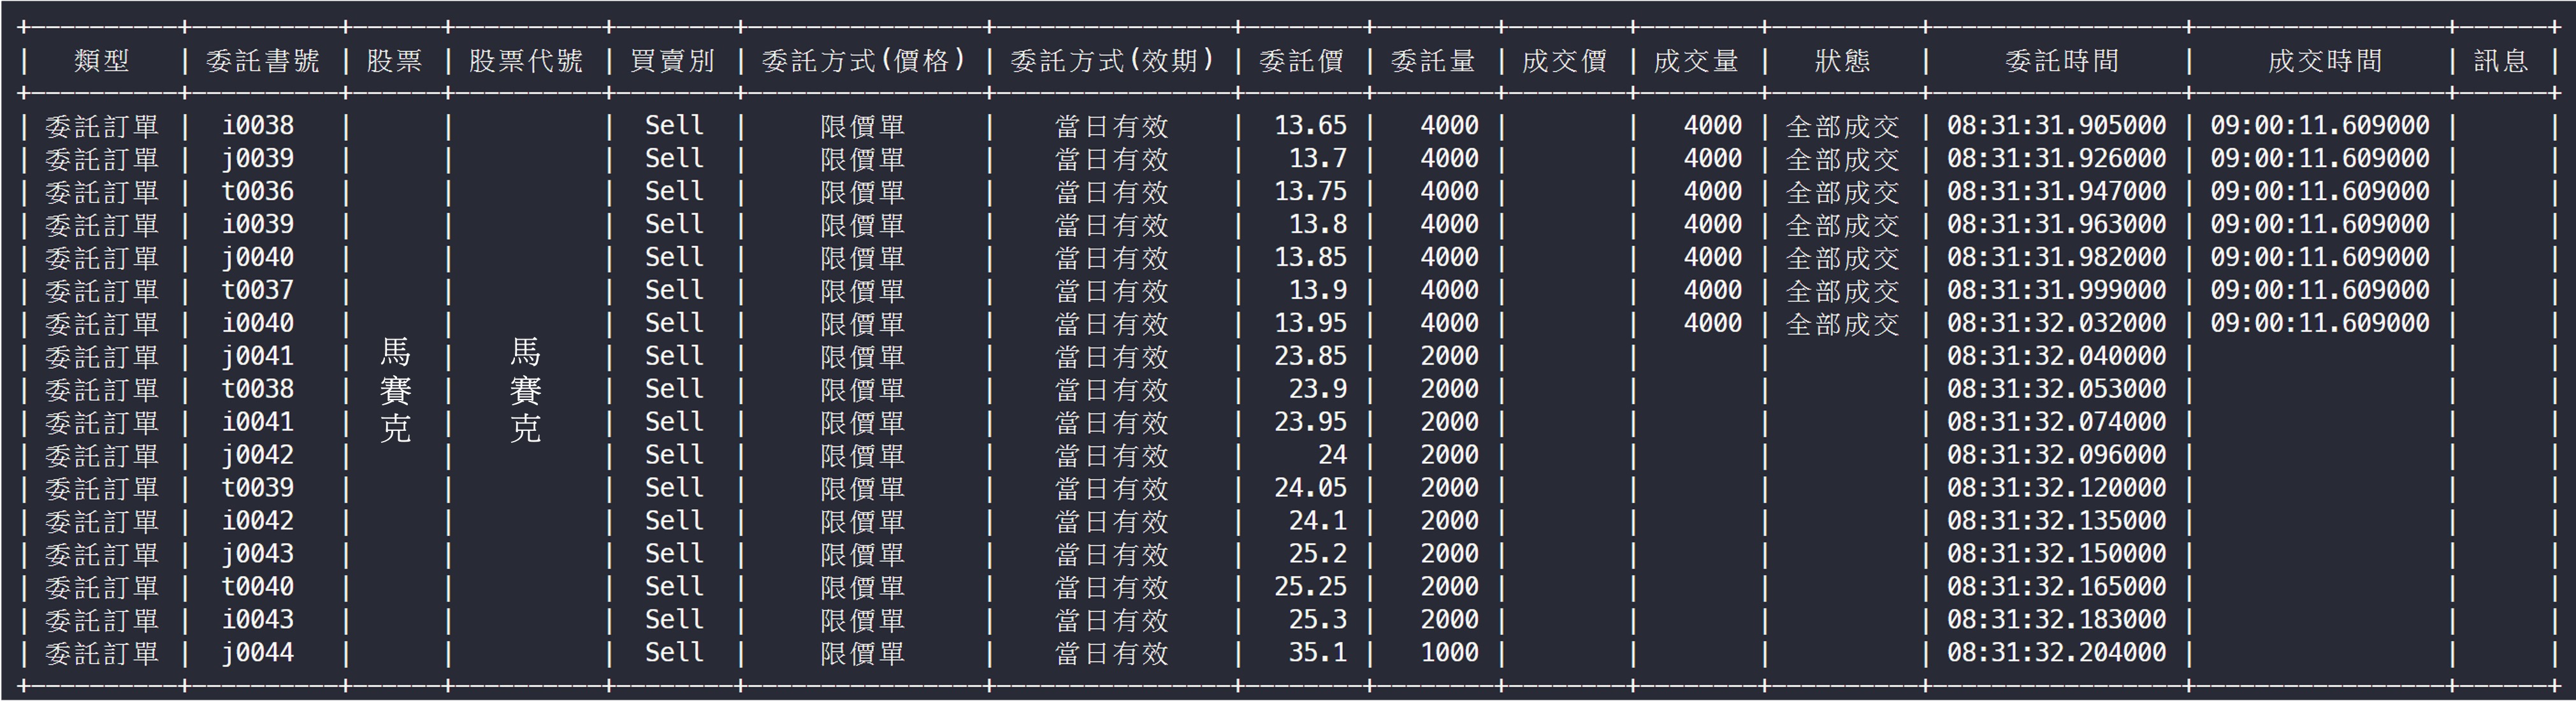 類型 | 委託書號 | 股票 | 股票代號 | 買賣別 | 委託方式(價格) | 委託方式(效期) | 委託價 | 委託量 | 成交價 | 成交量 | 狀態 | 委託時間 | 成交時間 | 訊息
委託訂單 | i0038 | | | Sell | 限價單 | 當日有效 | 13.65 | 4000 | | 4000 | 全部成交 | 08:31:31.905000 | 09:00:11.609000 | |
委託訂單 | j0039 | | | Sell | 限價單 | 當日有效 | 13.7 | 4000 | | 4000 | 全部成交 | 08:31:31.926000 | 09:00:11.609000 | |
委託訂單 | t0036 | | | Sell | 限價單 | 當日有效 | 13.75 | 4000 | | 4000 | 全部成交 | 08:31:31.947000 | 09:00:11.609000 | |
委託訂單 | i0039 | | | Sell | 限價單 | 當日有效 | 13.8 | 4000 | | 4000 | 全部成交 | 08:31:31.963000 | 09:00:11.609000 | |
委託訂單 | j0040 | | | Sell | 限價單 | 當日有效 | 13.85 | 4000 | | 4000 | 全部成交 | 08:31:31.982000 | 09:00:11.609000 | |
委託訂單 | t0037 | | | Sell | 限價單 | 當日有效 | 13.9 | 4000 | | 4000 | 全部成交 | 08:31:31.999000 | 09:00:11.609000 | |
委託訂單 | i0040 | | | Sell | 限價單 | 當日有效 | 13.95 | 4000 | | 4000 | 全部成交 | 08:31:32.032000 | 09:00:11.609000 | |
委託訂單 | j0041 | 馬 | 馬 | Sell | 限價單 | 當日有效 | 23.85 | 2000 | | | | 08:31:32.040000 | | |
委託訂單 | t0038 | 賽 | 賽 | Sell | 限價單 | 當日有效 | 23.9 | 2000 | | | | 08:31:32.053000 | | |
委託訂單 | i0041 | 克 | 克 | Sell | 限價單 | 當日有效 | 23.95 | 2000 | | | | 08:31:32.074000 | | |
委託訂單 | j0042 | | | Sell | 限價單 | 當日有效 | 24 | 2000 | | | | 08:31:32.096000 | | |
委託訂單 | t0039 | | | Sell | 限價單 | 當日有效 | 24.05 | 2000 | | | | 08:31:32.120000 | | |
委託訂單 | i0042 | | | Sell | 限價單 | 當日有效 | 24.1 | 2000 | | | | 08:31:32.135000 | | |
委託訂單 | j0043 | | | Sell | 限價單 | 當日有效 | 25.2 | 2000 | | | | 08:31:32.150000 | | |
委託訂單 | t0040 | | | Sell | 限價單 | 當日有效 | 25.25 | 2000 | | | | 08:31:32.165000 | | |
委託訂單 | i0043 | | | Sell | 限價單 | 當日有效 | 25.3 | 2000 | | | | 08:31:32.183000 | | |
委託訂單 | j0044 | | | Sell | 限價單 | 當日有效 | 35.1 | 1000 | | | | 08:31:32.204000 | | |